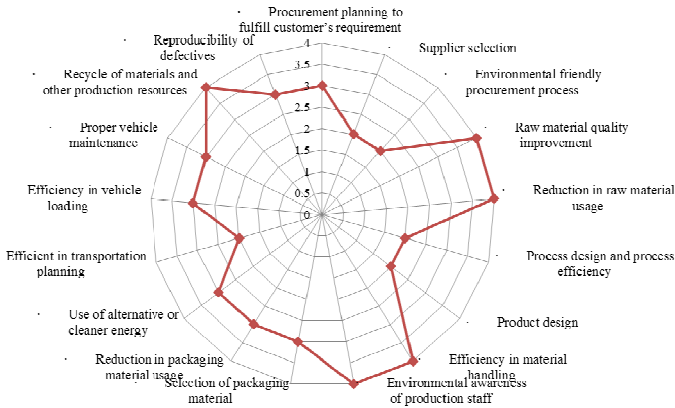 Procurement planning to
fulfill customer's requirement
Supplier selection
Environmental friendly
procurement process
Raw material quality
improvement
Reduction in raw material
usage
Process design and process
efficiency
Product design
Efficiency in material
handling
Environmental awareness
of production staff
Selection of packaging
material
Reduction in packaging
material usage
Use of alternative or
cleaner energy
Efficient in transportation
planning
Efficiency in vehicle
loading
Proper vehicle
maintenance
Recycle of materials and
other production resources
Reproducibility of
defectives
4
3.5
3
2.5
2
1.5
1
0.5
0